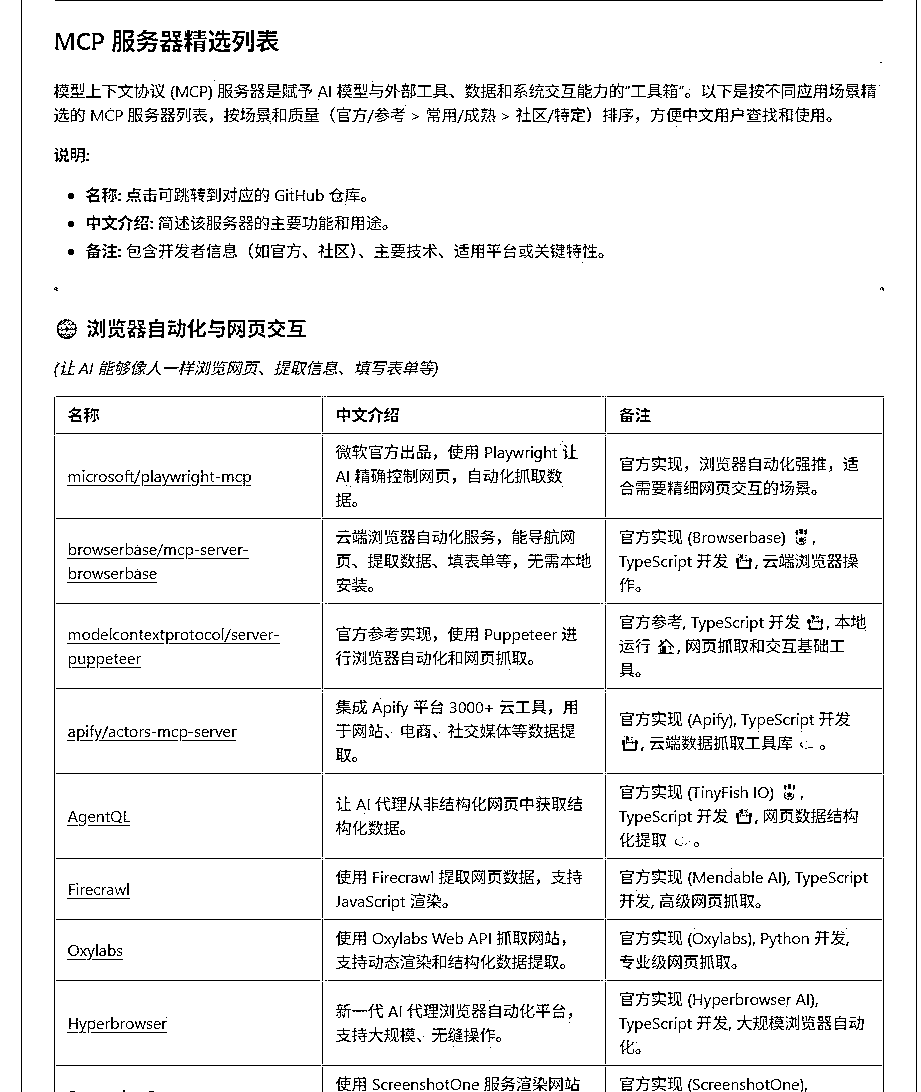 MCP 服务器精选列表
模型上下文协议 (MCP) 服务器是赋予 AI 模型与外部工具、数据和系统交互能力的“工具箱”。以下是按不同应用场景精
选的 MCP 服务器列表，按场景和质量（官方/参考 > 常用/成熟 > 社区/特定）排序，方便中文用户查找和使用。
说明:
• 名称: 点击可跳转到对应的 GitHub 仓库。
• 中文介绍: 简述该服务器的主要功能和用途。
• 备注: 包含开发者信息（如官方、社区）、主要技术、适用平台或关键特性。
浏览器自动化与网页交互
(让 AI 能够像人一样浏览网页、提取信息、填写表单等)
名称
中文介绍
备注
microsoft/playwright-mcp
微软官方出品，使用 Playwright 让
AI 精确控制网页，自动化抓取数
据。
官方实现，浏览器自动化强推，适
合需要精细网页交互的场景。
browserbase/mcp-server-
browserbase
云端浏览器自动化服务，能导航网
页、提取数据、填表单等，无需本地
安装。
官方实现 (Browserbase) ,
TypeScript 开发 , 云端浏览器操
作。
modelcontextprotocol/server-
puppeteer
官方参考实现，使用 Puppeteer 进
行浏览器自动化和网页抓取。
官方参考, TypeScript 开发 , 本地
运行 , 网页抓取和交互基础工
具。
apify/actors-mcp-server
集成 Apify 平台 3000+ 云工具，用
于网站、电商、社交媒体等数据提
取。
官方实现 (Apify), TypeScript 开发
, 云端数据抓取工具库 。
AgentQL
让 AI 代理从非结构化网页中获取结
构化数据。
官方实现 (TinyFish IO) ,
TypeScript 开发 , 网页数据结构
化提取 。
Firecrawl
使用 Firecrawl 提取网页数据，支持
JavaScript 渲染。
官方实现 (Mendable AI), TypeScript
开发, 高级网页抓取。
Oxylabs
使用 Oxylabs Web API 抓取网站，
支持动态渲染和结构化数据提取。
官方实现 (Oxylabs), Python 开发,
专业级网页抓取。
Hyperbrowser
新一代 AI 代理浏览器自动化平台，
支持大规模、无缝操作。
官方实现 (Hyperbrowser AI),
TypeScript 开发, 大规模浏览器自动
化。
使用 ScreenshotOne 服务渲染网站
官方实现 (ScreenshotOne),